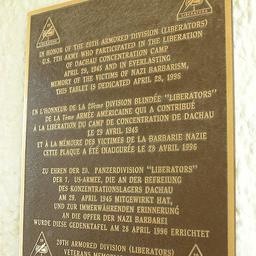 IN HONOR OF THE 20TH ARMORED DIVISION (LIBERATORS)
U.S. 7TH ARMY WHO PARTICIPATED IN THE LIBERATION
OF DACHAU CONCENTRATION CAMP
APRIL 29, 1945 AND IN EVERLASTING
MEMORY OF THE VICTIMS OF NAZI BARBARISM,
THIS TABLET IS DEDICATED APRIL 28, 1996
EN L'HONNEUR DE LA 20ième DIVISION BLINDÉE "LIBERATORS"
DE LA 7ième ARMÉE AMÉRICAINE QUI A CONTRIBUÉ
À LA LIBÉRATION DU CAMP DE CONCENTRATION DE DACHAU
LE 29 AVRIL 1945
ET À LA MÉMOIRE DES VICTIMES DE LA BARBARIE NAZIE
CETTE PLAQUE A ÉTÉ INAUGURÉE LE 28 AVRIL 1996
ZU EHREN DER 20. PANZERDIVISION "LIBERATORS"
DER 7. US-ARMEE, DIE AN DER BEFREIUNG
DES KONZENTRATIONSLAGERS DACHAU
AM 29. APRIL 1945 MITGEWIRKT HAT,
UND ZUR IMMERWÄHRENDEN ERINNERUNG
AN DIE OPFER DER NAZI BARBAREI
WURDE DIESE GEDENKTAFEL AM 28 APRIL 1996 ERRICHTET
20TH ARMORED DIVISION (LIBERATORS)
VETERANS